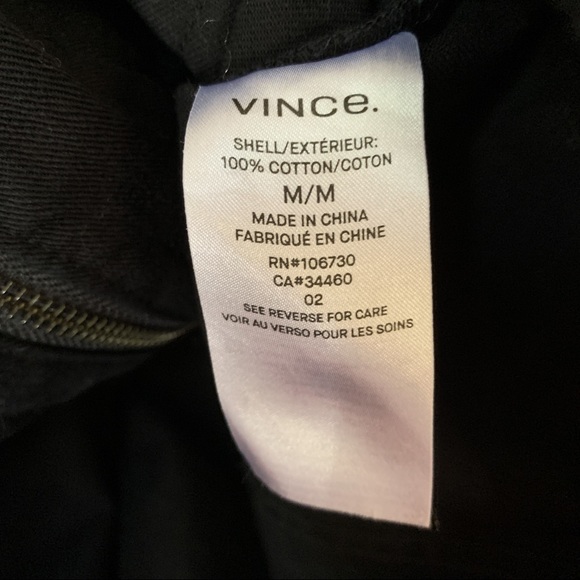 VINCE.
SHELL/EXTÉRIEUR:
100% COTTON/COTON
M/M
MADE IN CHINA
FABRIQUÉ EN CHINE
RN#106730
CA#34460
02
SEE REVERSE FOR CARE
VOIR AU VERSO POUR LES SOINS